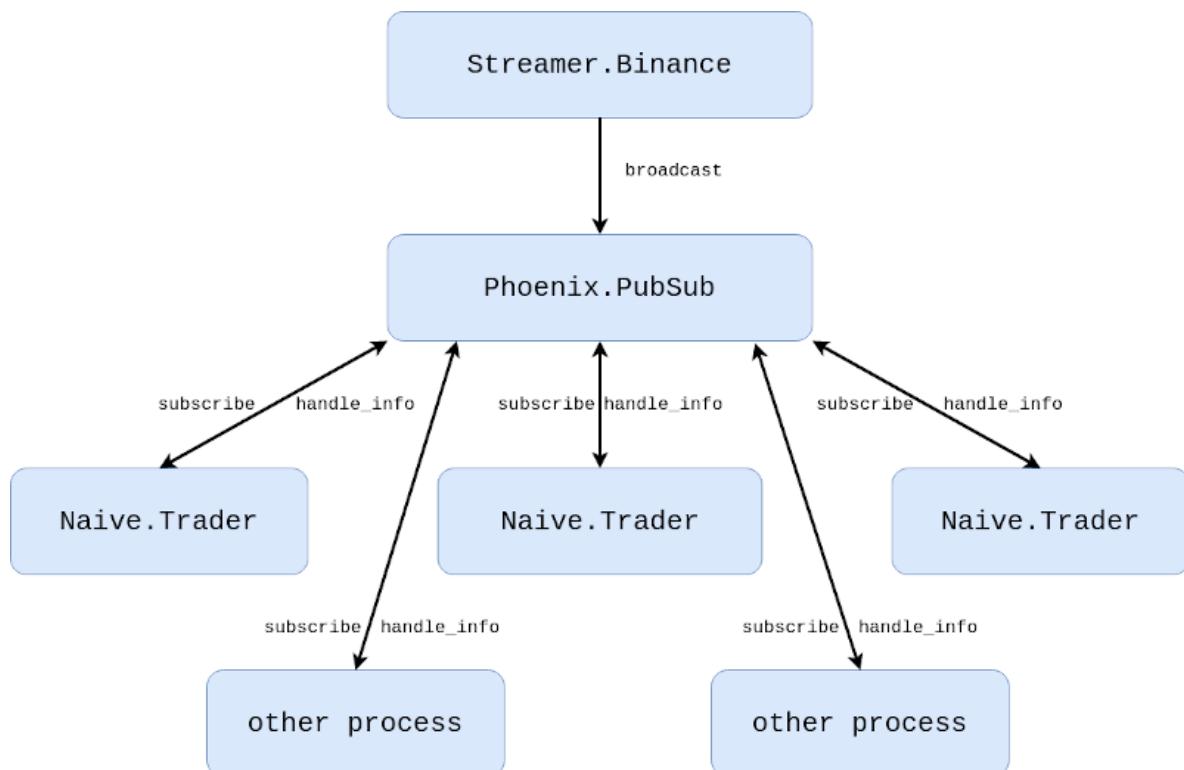 Streamer.Binance
broadcast
Phoenix.PubSub
subscribe handle_info subscribe handle_info subscribe handle_info
Naive.Trader Naive.Trader Naive.Trader
subscribe handle_info subscribe handle_info
other process other process